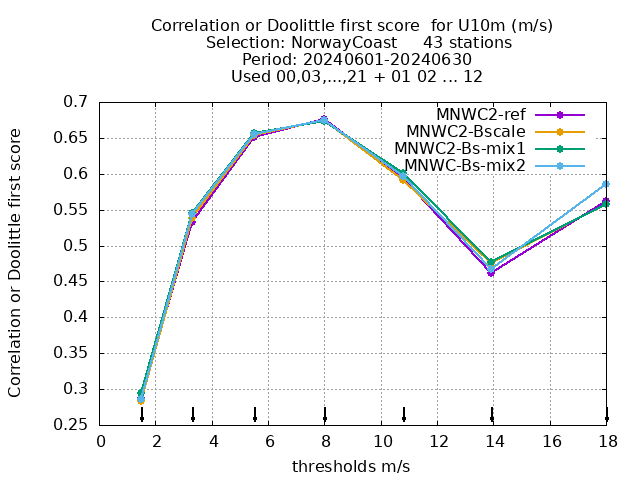 Correlation or Doolittle first score  for U10m (m/s)
Selection: NorwayCoast     43 stations
Period: 20240601-20240630
Used 00,03,...,21 + 01 02 ... 12
Correlation or Doolittle first score
0.7
0.65
0.6
0.55
0.5
0.45
0.4
0.35
0.3
0.25
MNWC2-ref
MNWC2-Bscale
MNWC2-Bs-mix1
MNWC-Bs-mix2
0 2 4 6 8 10 12 14 16 18
thresholds m/s